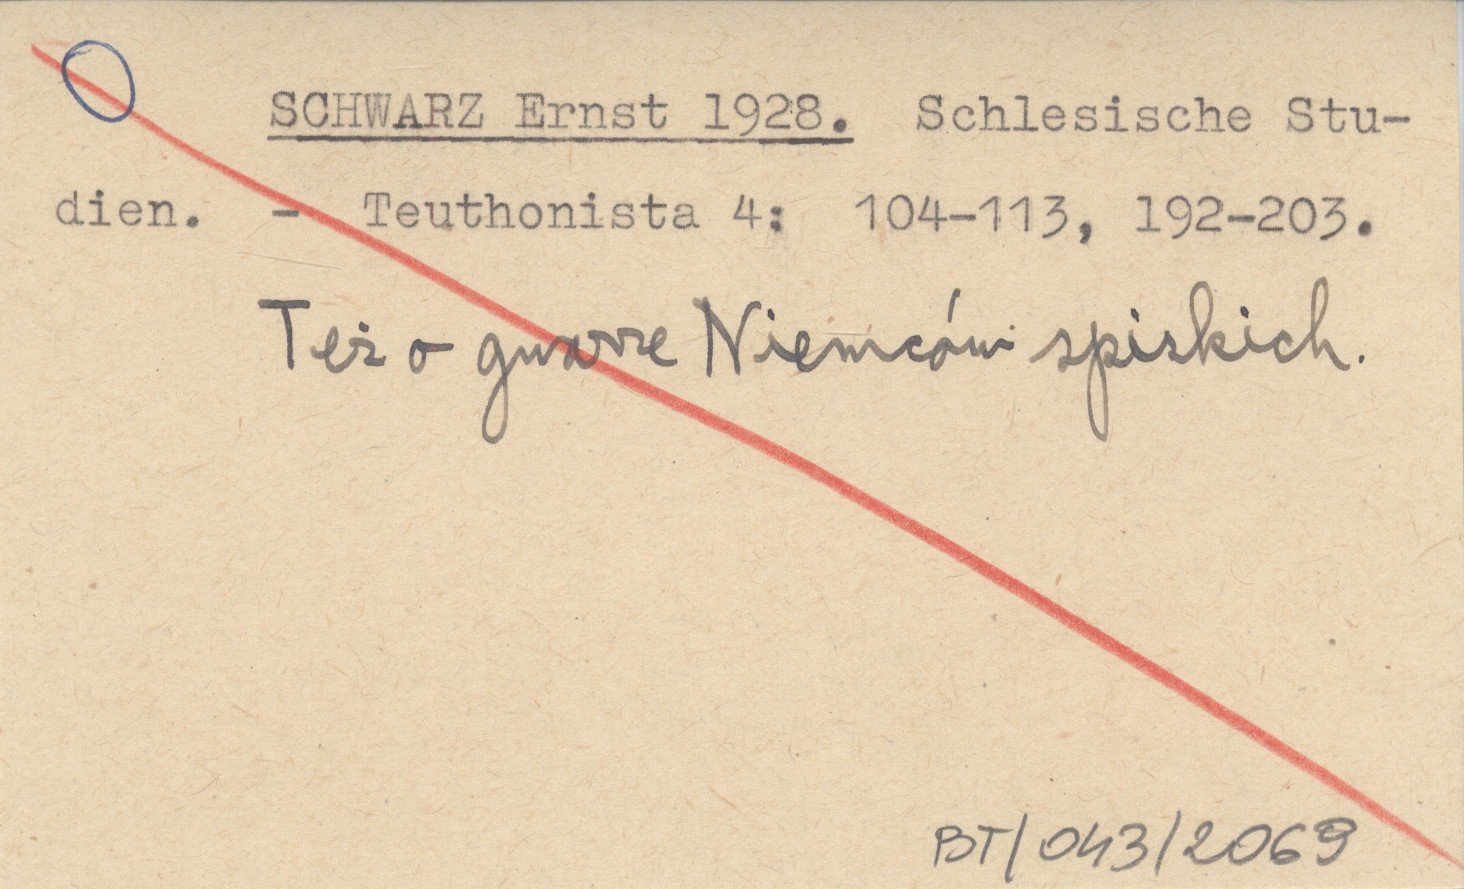 SCHWARZ Ernst 1928. Schlesische Stu-
dien. - Teuthonista 4: 104-113, 192-203.
Też o gwarze Niemców spiskich.
BT/043/2069